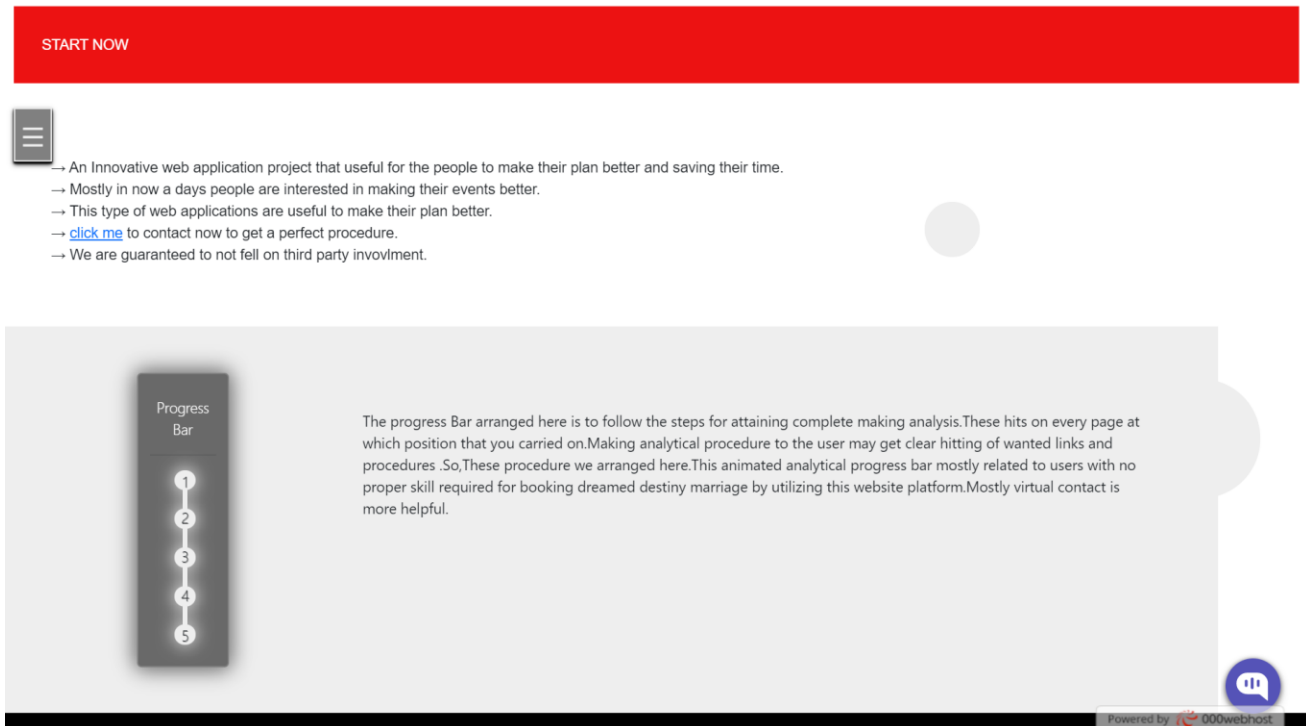 START NOW
→ An Innovative web application project that useful for the people to make their plan better and saving their time.
→ Mostly in now a days people are interested in making their events better.
→ This type of web applications are useful to make their plan better.
→ click me to contact now to get a perfect procedure.
→ We are guaranteed to not fell on third party invovlment.
Progress
Bar
1
2
3
4
5
The progress Bar arranged here is to follow the steps for attaining complete making analysis.These hits on every page at
which position that you carried on.Making analytical procedure to the user may get clear hitting of wanted links and
procedures .So,These procedure we arranged here.This animated analytical progress bar mostly related to users with no
proper skill required for booking dreamed destiny marriage by utilizing this website platform.Mostly virtual contact is
more helpful.
Powered by 000webhost